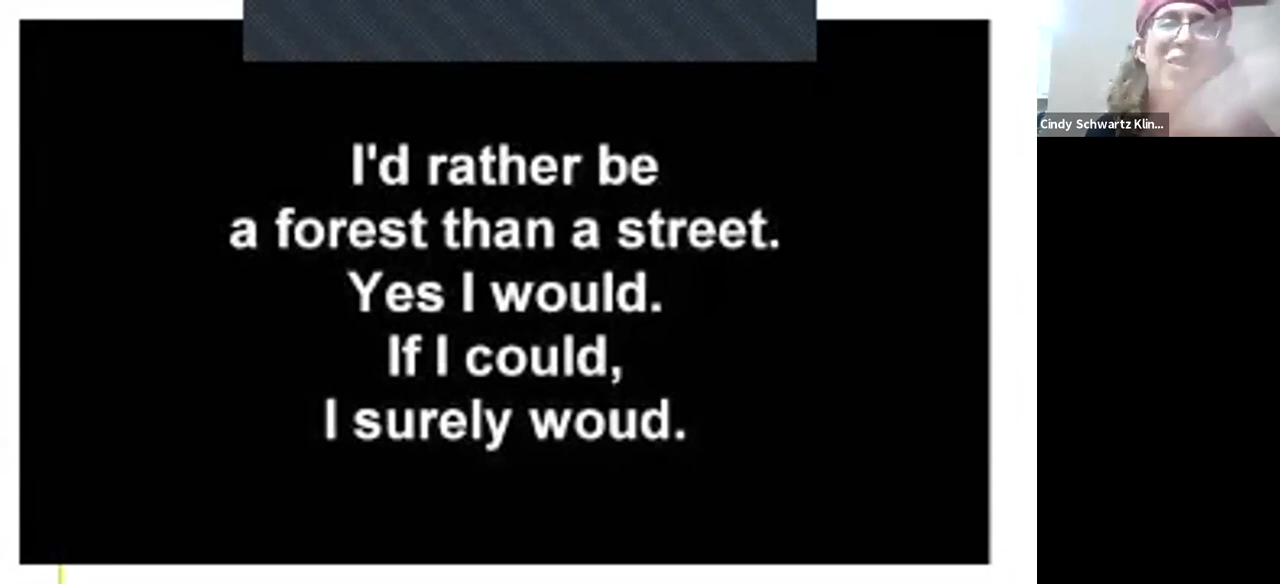 I'd rather be
a forest than a street.
Yes I would.
If I could,
I surely woud.
Cindy Schwartz Klin...